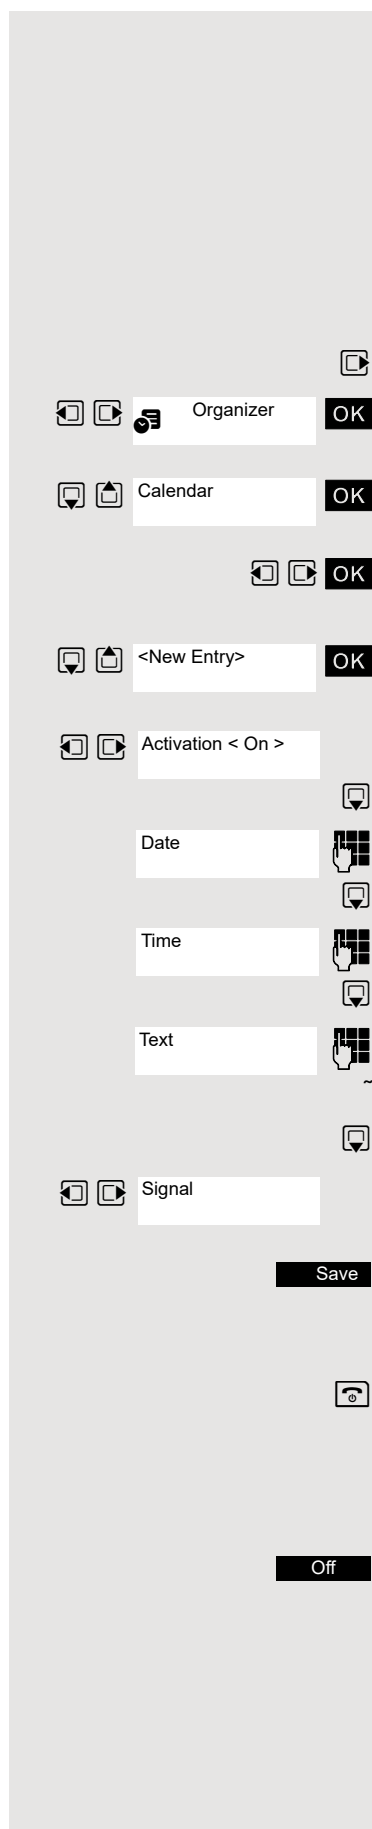 Organizer OK
Calendar OK
OK
<New Entry> OK
Activation < On >
Date
Time
Text
~
Signal
Save
Off